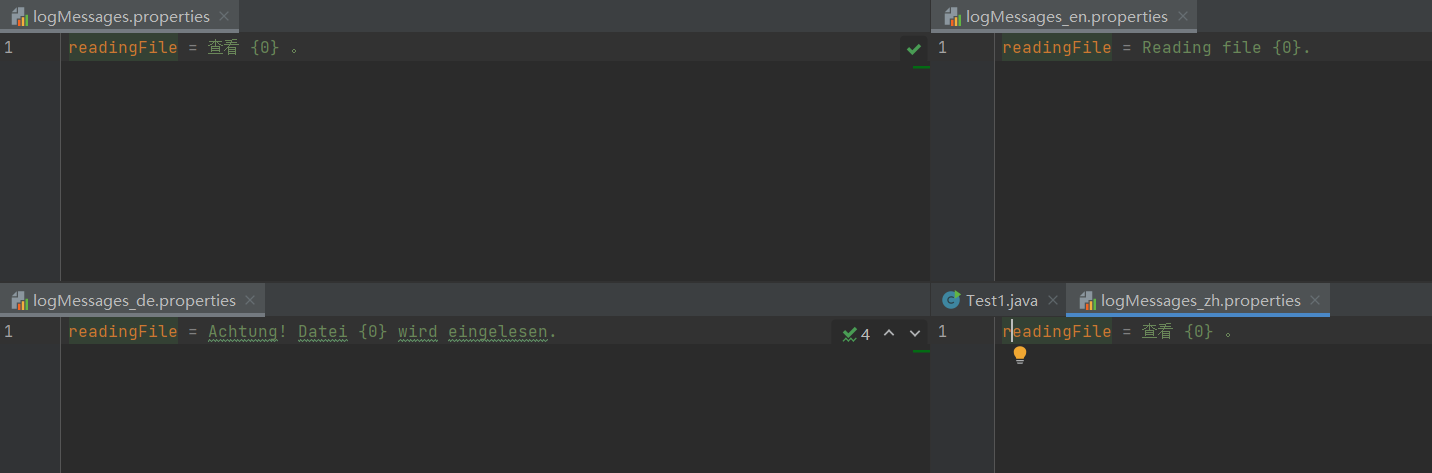 logMessages.properties
1 readingFile = 查看 {0} 。
logMessages_en.properties
1 readingFile = Reading file {0}.
logMessages_de.properties
1 readingFile = Achtung! Datei {0} wird eingelesen.
4
Test1.java logMessages_zh.properties
1 readingFile = 查看 {0} 。